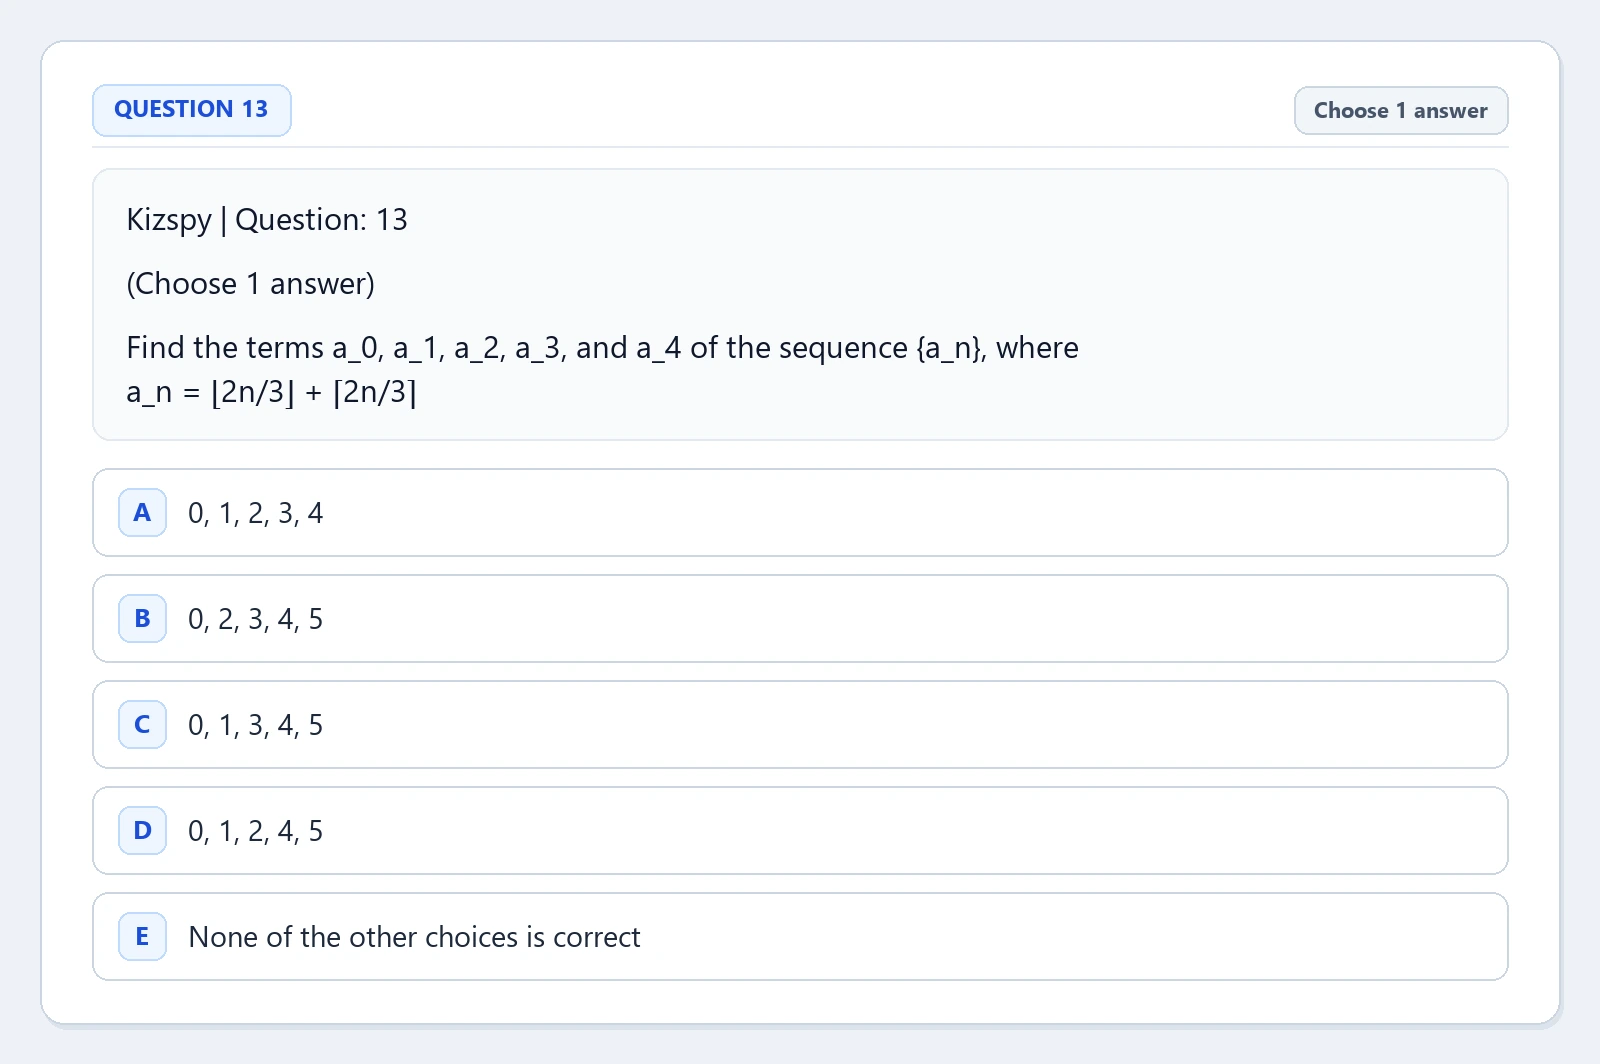 QUESTION 13
Choose 1 answer
Kizspy | Question: 13
(Choose 1 answer)
Find the terms a_0, a_1, a_2, a_3, and a_4 of the sequence {a_n}, where
a_n = ⌊2n/3⌋ + ⌈2n/3⌉
A 0, 1, 2, 3, 4
B 0, 2, 3, 4, 5
C 0, 1, 3, 4, 5
D 0, 1, 2, 4, 5
E None of the other choices is correct